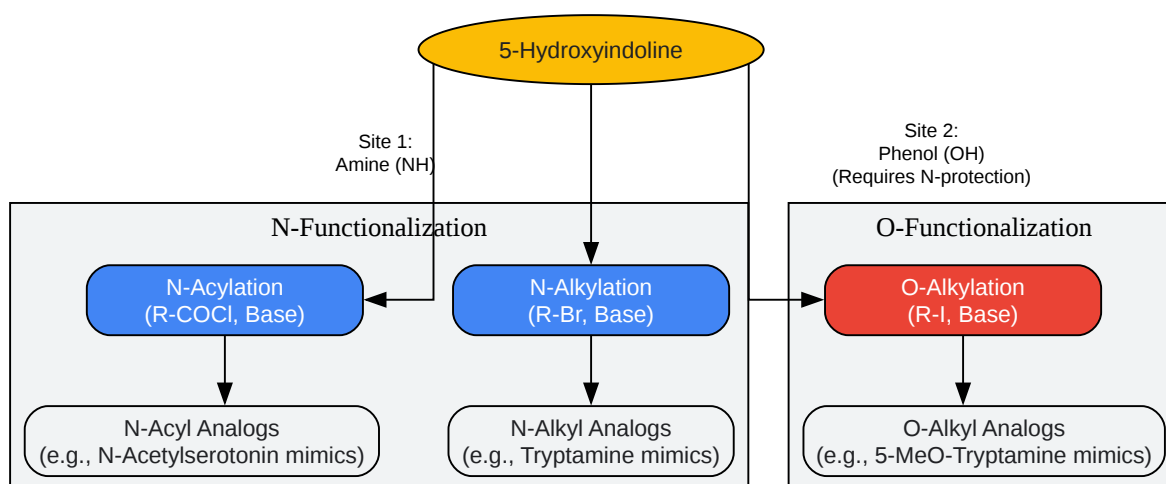 5-Hydroxyindoline
Site 1:
Amine (NH)
Site 2:
Phenol (OH)
(Requires N-protection)
N-Functionalization
O-Functionalization
N-Acylation
(R-COCl, Base)
N-Alkylation
(R-Br, Base)
O-Alkylation
(R-I, Base)
N-Acyl Analogs
(e.g., N-Acetylserotonin mimics)
N-Alkyl Analogs
(e.g., Tryptamine mimics)
O-Alkyl Analogs
(e.g., 5-MeO-Tryptamine mimics)